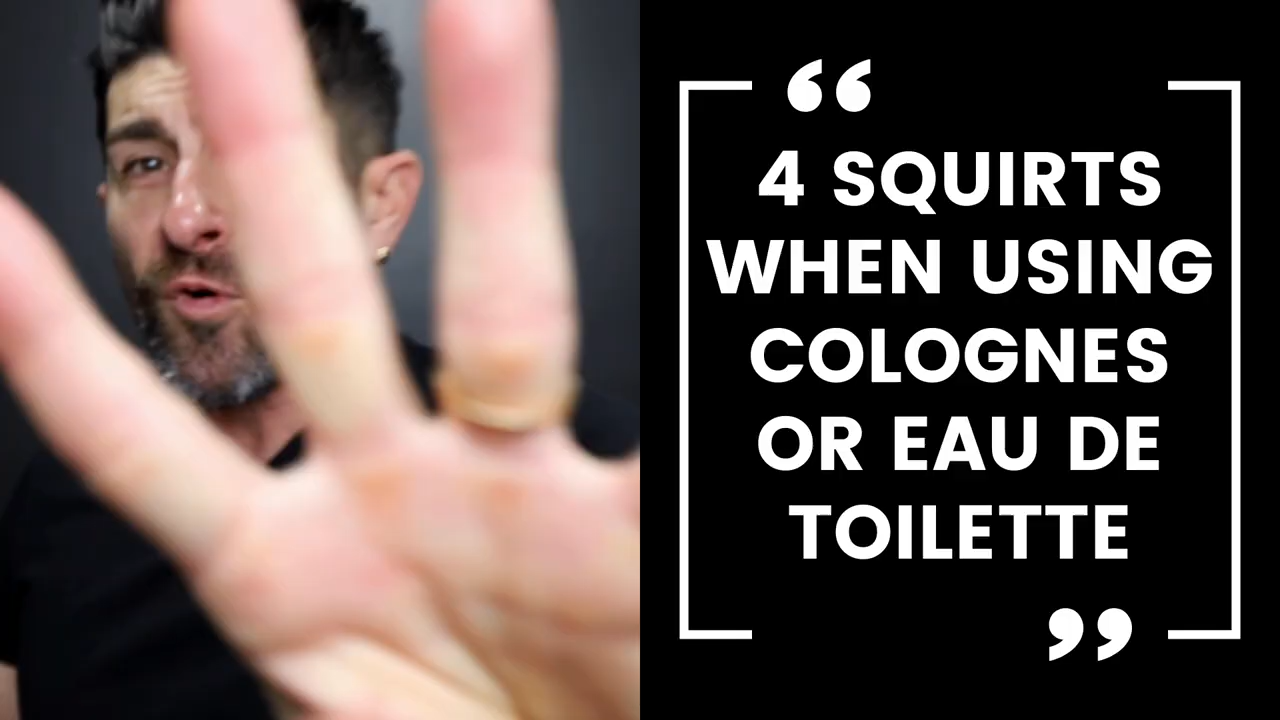 “
4 SQUIRTS
WHEN USING
COLOGNES
OR EAU DE
TOILETTE
”